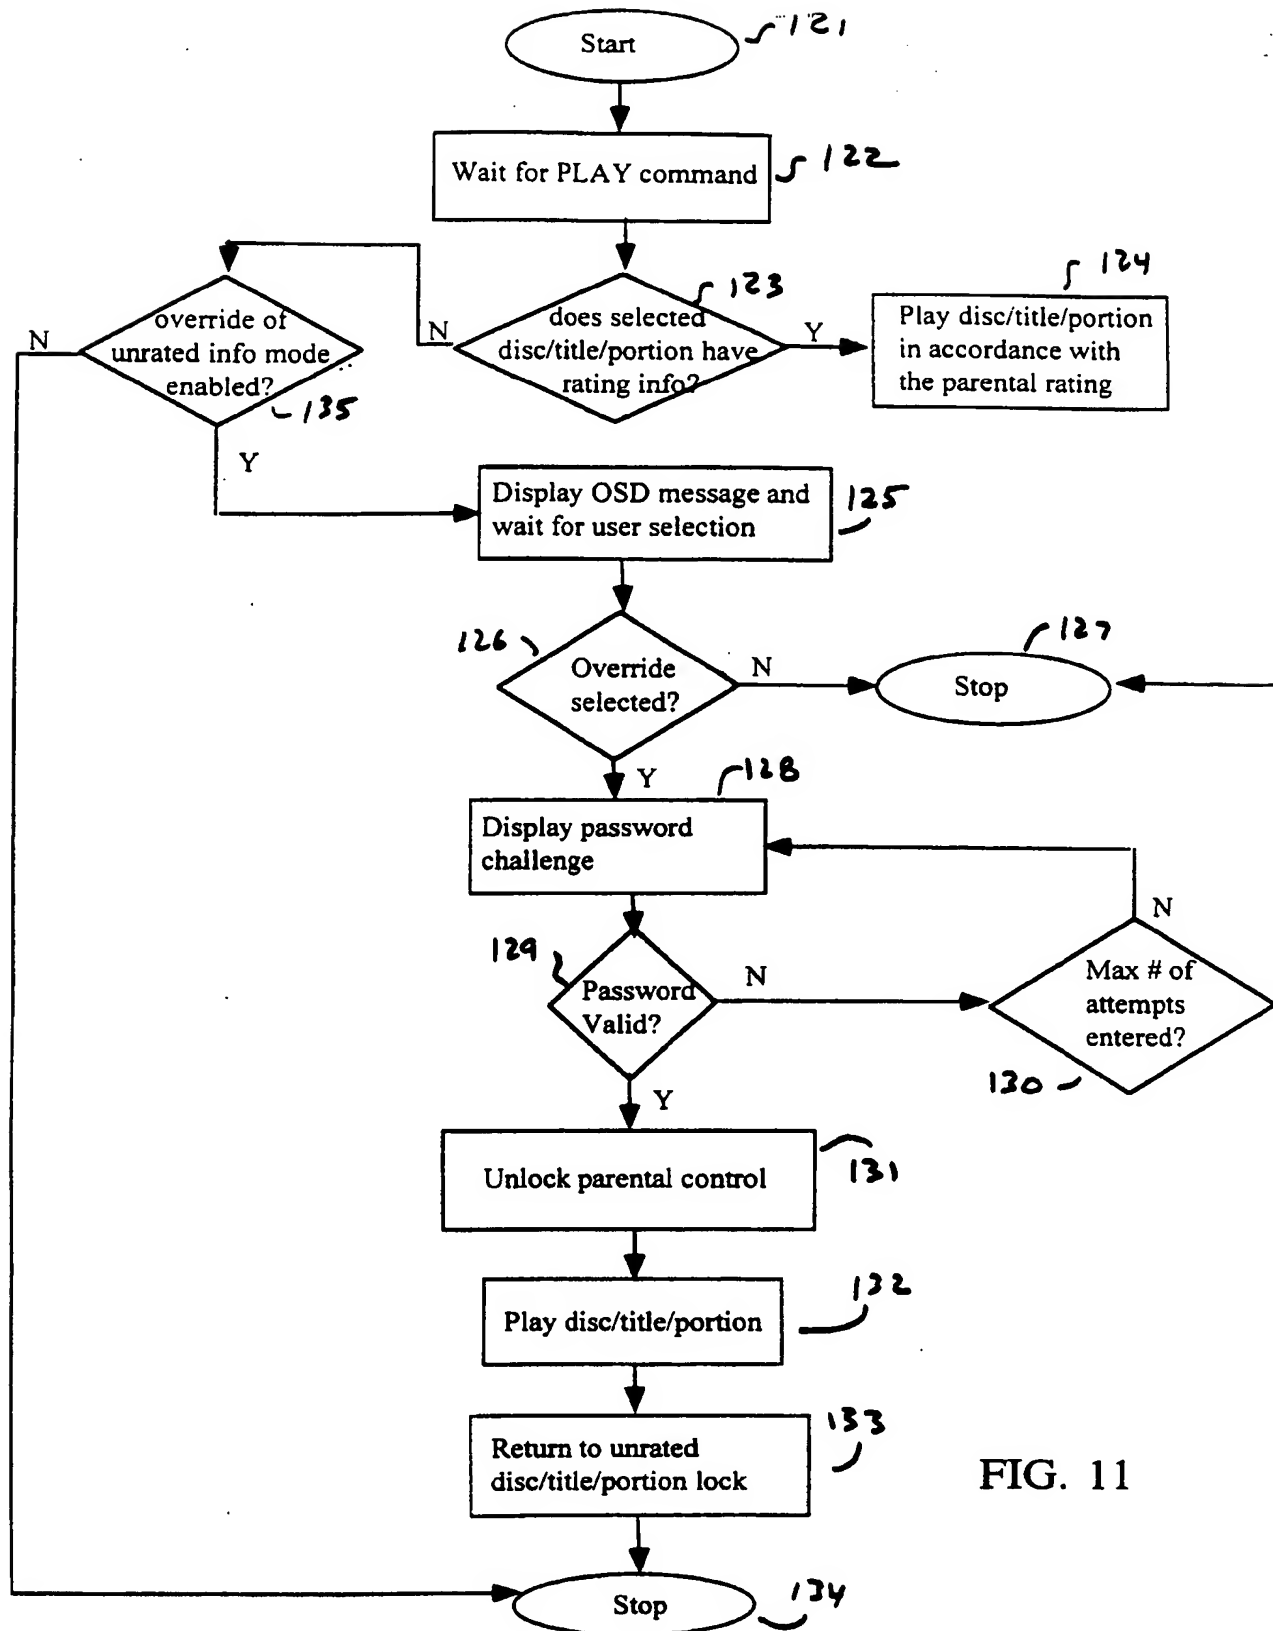 Start
121
Wait for PLAY command
122
124
123
N
override of
unrated info mode
enabled?
135
N
does selected
disc/title/portion have
rating info?
Y
Play disc/title/portion
in accordance with
the parental rating
Y
Display OSD message and
wait for user selection
125
126
Override
selected?
N
127
Stop
Y
128
Display password
challenge
N
129
Password
Valid?
N
Max # of
attempts
entered?
130
Y
Unlock parental control
131
132
Play disc/title/portion
133
Return to unrated
disc/title/portion lock
FIG. 11
Stop
134